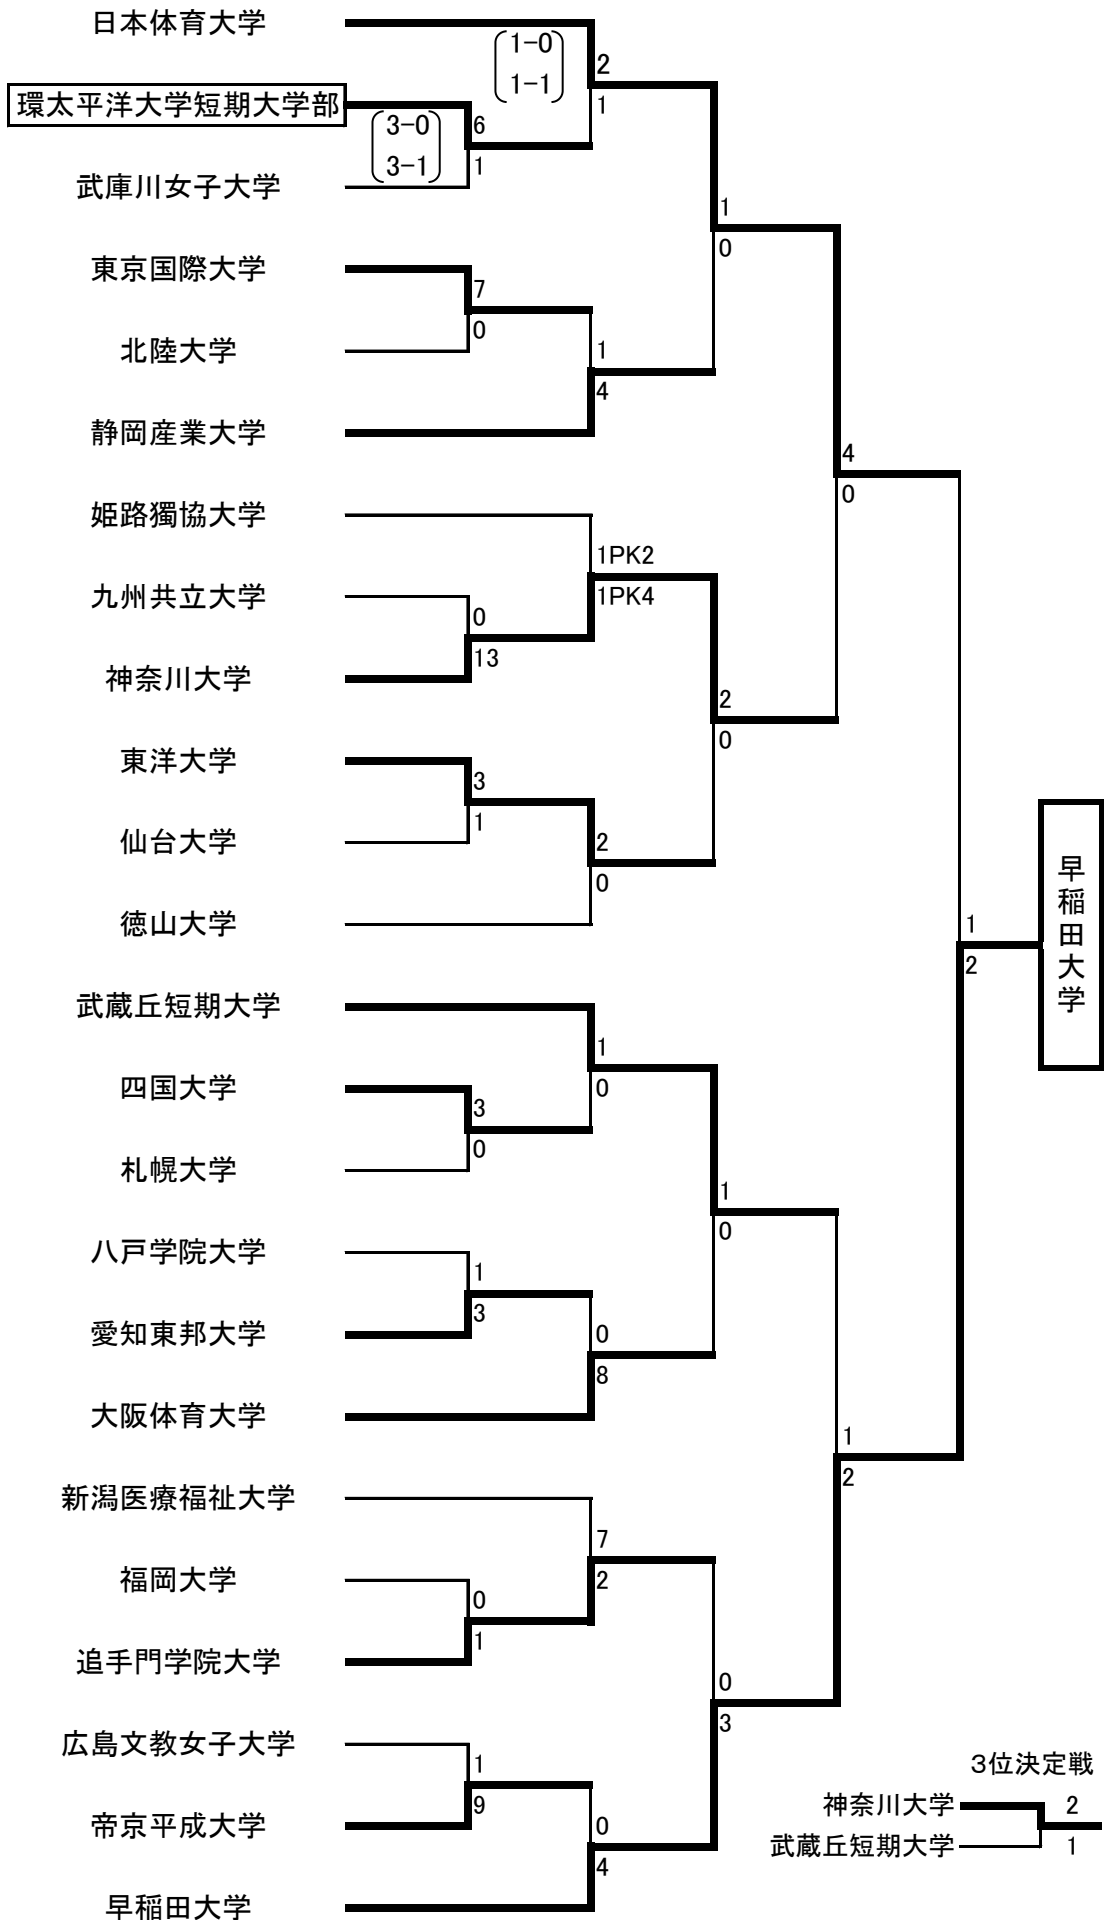 日本体育大学
1-0
1-1
2
1
環太平洋大学短期大学部
3-0
3-1
6
1
武庫川女子大学
1
0
東京国際大学
7
0
北陸大学
1
4
静岡産業大学
4
0
姫路獨協大学
1PK2
1PK4
九州共立大学
0
13
神奈川大学
2
0
東洋大学
3
1
仙台大学
2
0
徳山大学
早稲田大学
1
2
武蔵丘短期大学
1
0
四国大学
3
0
札幌大学
1
0
八戸学院大学
1
3
愛知東邦大学
0
8
大阪体育大学
1
2
新潟医療福祉大学
7
2
福岡大学
0
1
追手門学院大学
0
3
広島文教女子大学
1
9
帝京平成大学
0
4
早稲田大学
3位決定戦
神奈川大学 2
武蔵丘短期大学 1